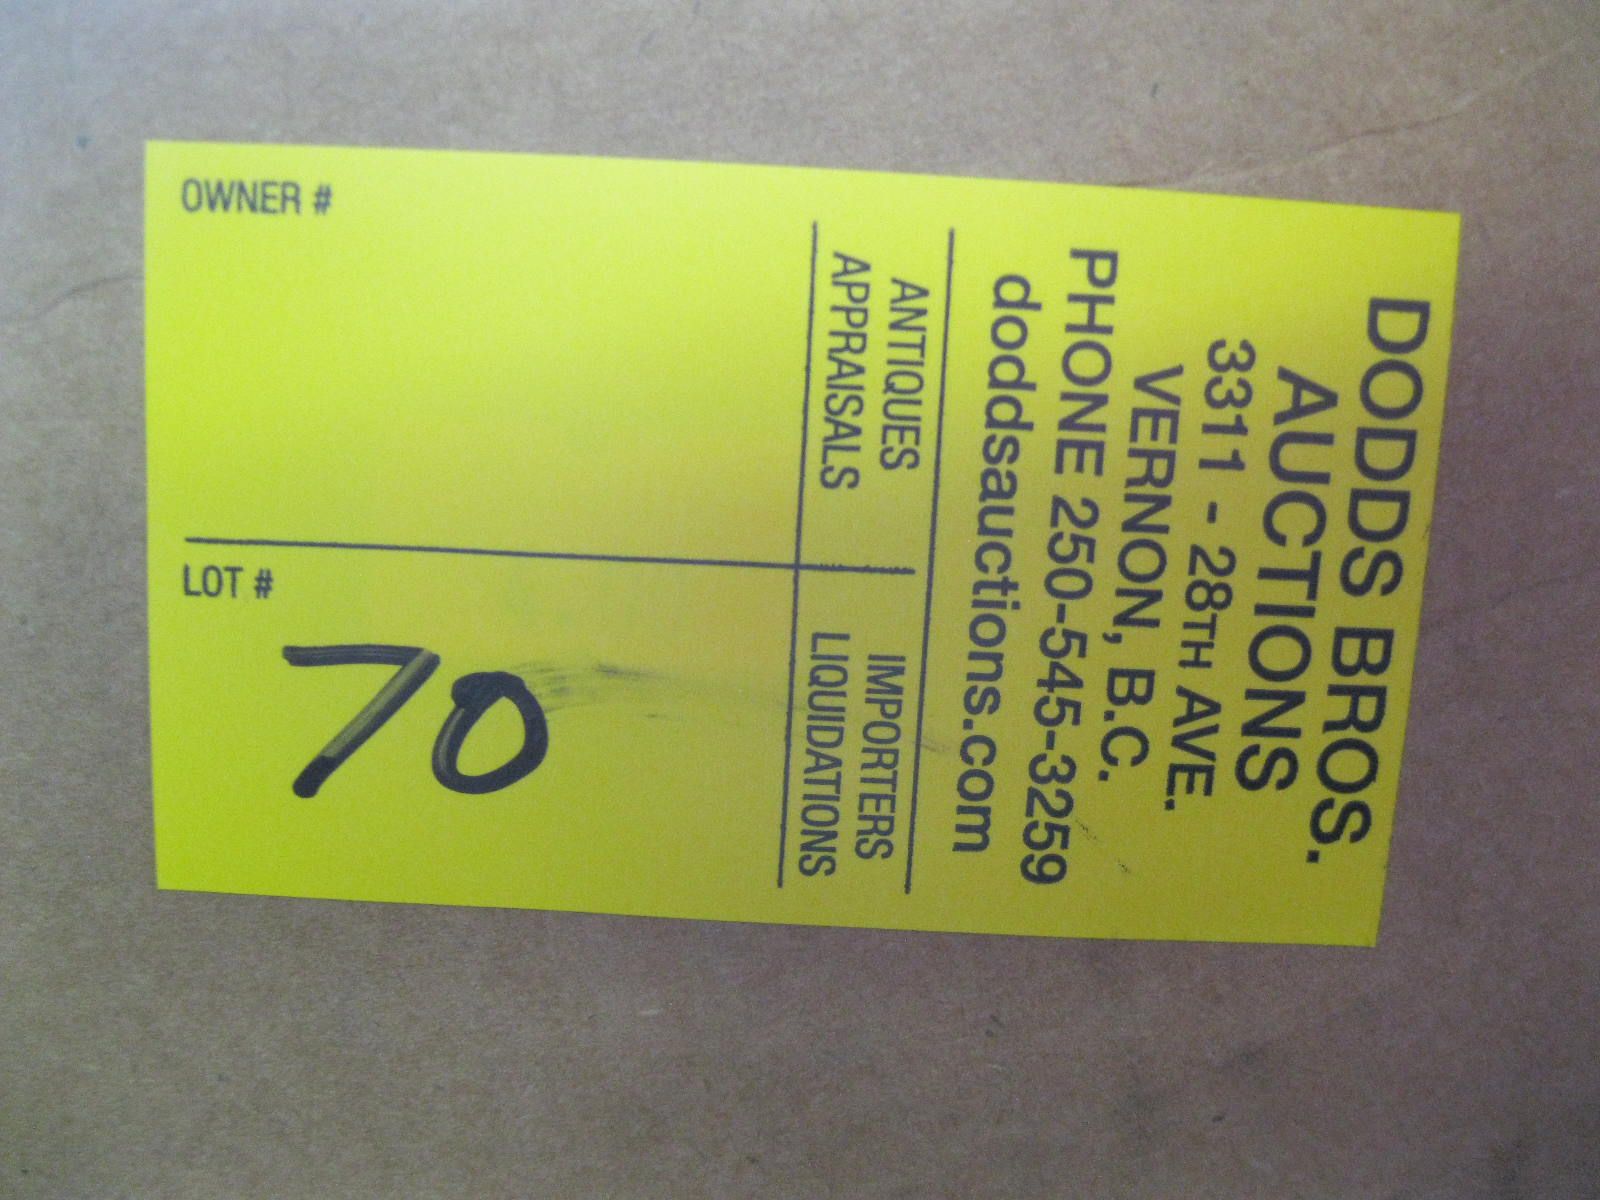 DODDS BROS.
AUCTIONS
3311 - 28TH AVE.
VERNON, B.C.
PHONE 250-545-3259
doddsauctions.com
ANTIQUES
APPRAISALS
IMPORTERS
LIQUIDATIONS
OWNER #
LOT #
70